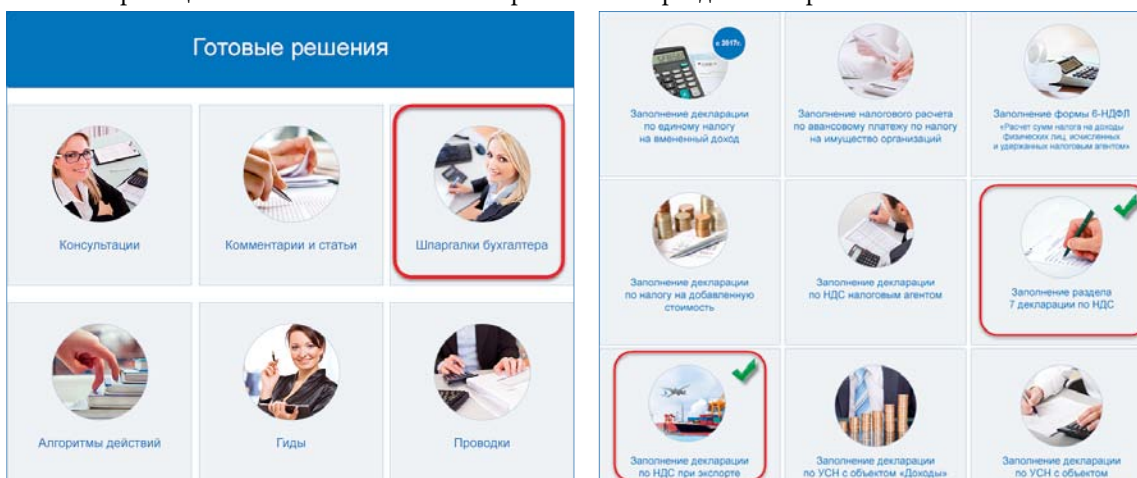 Готовые решения
Консультации
Комментарии и статьи
Шпаргалки бухгалтера
Алгоритмы действий
Гиды
Проводки
с 2017г.
Заполнение декларации
по единому налогу
на вмененный доход
Заполнение налогового расчета
по авансовому платежу по налогу
на имущество организаций
Заполнение формы 6-НДФЛ
«Расчет сумм налога на доходы
физических лиц, исчисленных
и удержанных налоговым агентом»
Заполнение декларации
по налогу на добавленную
стоимость
Заполнение декларации
по НДС налоговым агентом
Заполнение раздела
7 декларации по НДС
Заполнение декларации
по НДС при экспорте
Заполнение декларации
по УСН с объектом «Доходы»
Заполнение декларации
по УСН с объектом